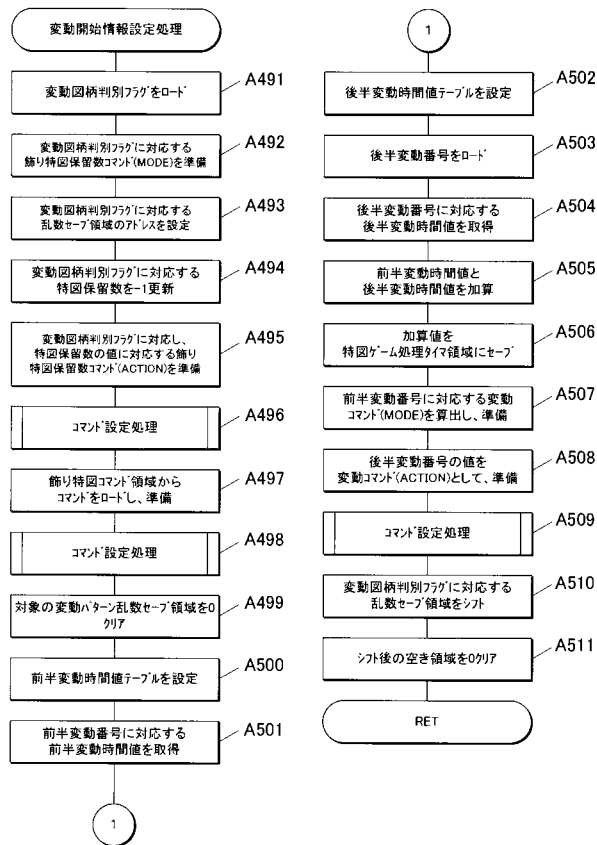 変動開始情報設定処理
変動図柄判別フラグをロード
A491
変動図柄判別フラグに対応する
飾り特図保留数コマンド(MODE)を準備
A492
変動図柄判別フラグに対応する
乱数セーブ領域のアドレスを設定
A493
変動図柄判別フラグに対応する
特図保留数を-1更新
A494
変動図柄判別フラグに対応し、
特図保留数の値に対応する飾り
特図保留数コマンド(ACTION)を準備
A495
コマンド設定処理
A496
飾り特図コマンド領域から
コマンドをロードし、準備
A497
コマンド設定処理
A498
対象の変動パターン乱数セーブ領域を0
クリア
A499
前半変動時間値テーブルを設定
A500
前半変動番号に対応する
前半変動時間値を取得
A501
1
1
後半変動時間値テーブルを設定
A502
後半変動番号をロード
A503
後半変動番号に対応する
後半変動時間値を取得
A504
前半変動時間値と
後半変動時間値を加算
A505
加算値を
特図ゲーム処理タイマ領域にセーブ
A506
前半変動番号に対応する変動
コマンド(MODE)を算出し、準備
A507
後半変動番号の値を
変動コマンド(ACTION)として、準備
A508
コマンド設定処理
A509
変動図柄判別フラグに対応する
乱数セーブ領域をシフト
A510
シフト後の空き領域を0クリア
A511
RET